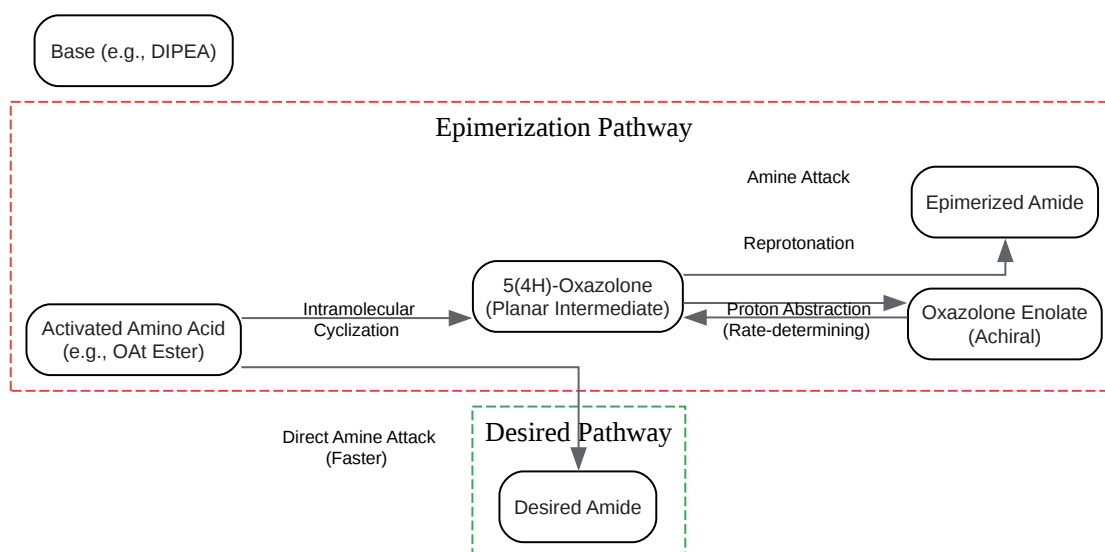 Base (e.g., DIPEA)
Epimerization Pathway
Amine Attack
Epimerized Amide
Reprotonation
5(4H)-Oxazolone
(Planar Intermediate)
Intramolecular
Cyclization
Proton Abstraction
(Rate-determining)
Oxazolone Enolate
(Achiral)
Activated Amino Acid
(e.g., OAt Ester)
Direct Amine Attack
(Faster)
Desired Pathway
Desired Amide